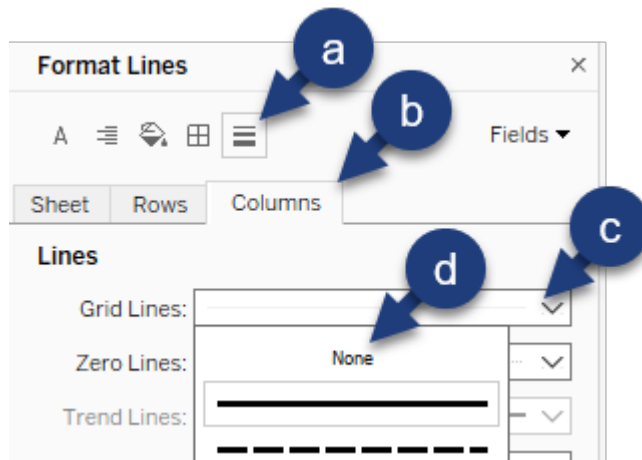 Format Lines
a
A
b
Fields
Sheet Rows Columns
c
Lines
d
Grid Lines:
None
Zero Lines:
Trend Lines: